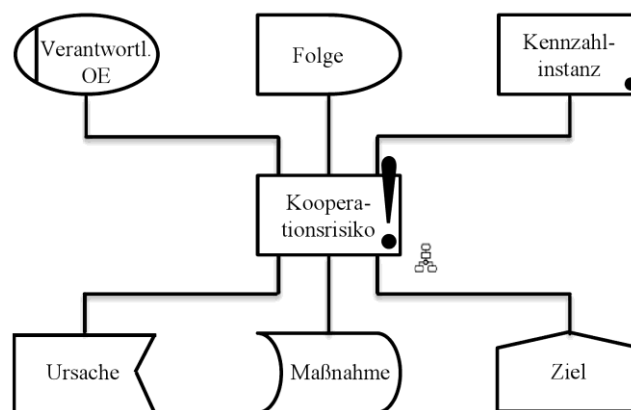 Verantwortl.
OE
Folge
Kennzahl-
instanz
Koopera-
tionsrisiko
Ursache
Maßnahme
Ziel